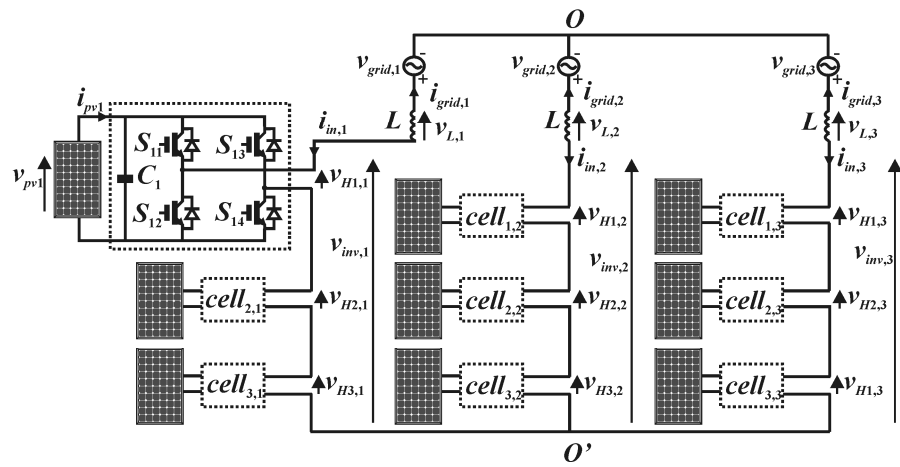 O
v_grid,1
-
+
v_grid,2
-
+
v_grid,3
-
+
i_pv1
i_grid,1
i_grid,2
i_grid,3
i_in,1
L
v_L,1
L
v_L,2
L
v_L,3
S_11
S_13
i_in,2
i_in,3
v_pv1
C_1
v_H1,1
S_12
S_14
cell_1,2
v_H1,2
cell_1,3
v_H1,3
v_inv,1
v_inv,2
v_inv,3
cell_2,1
v_H2,1
cell_2,2
v_H2,2
cell_2,3
v_H2,3
cell_3,1
v_H3,1
cell_3,2
v_H3,2
cell_3,3
v_H1,3
O'